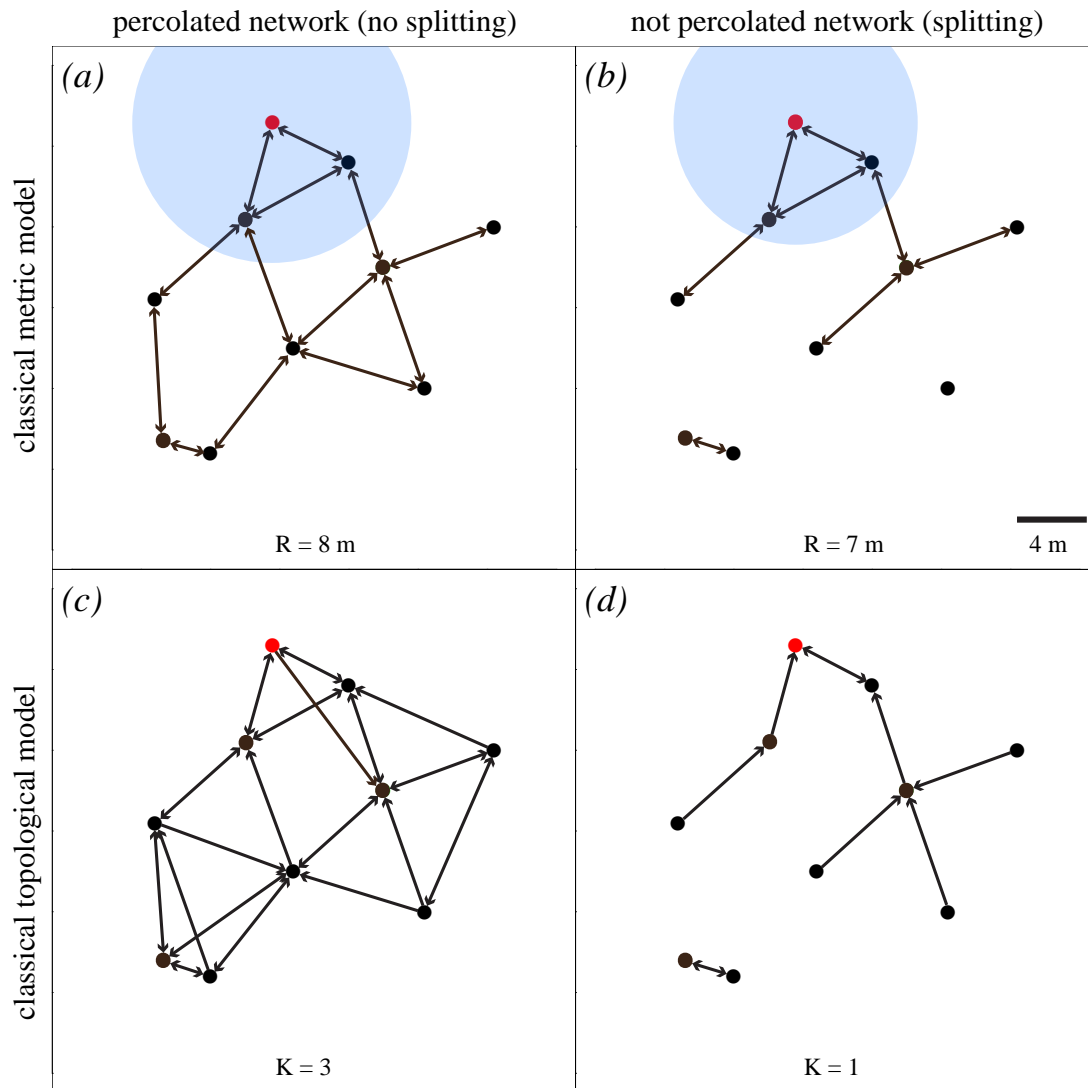 percolated network (no splitting)
not percolated network (splitting)
classical metric model
(a)
R = 8 m
(b)
R = 7 m
4 m
classical topological model
(c)
K = 3
(d)
K = 1